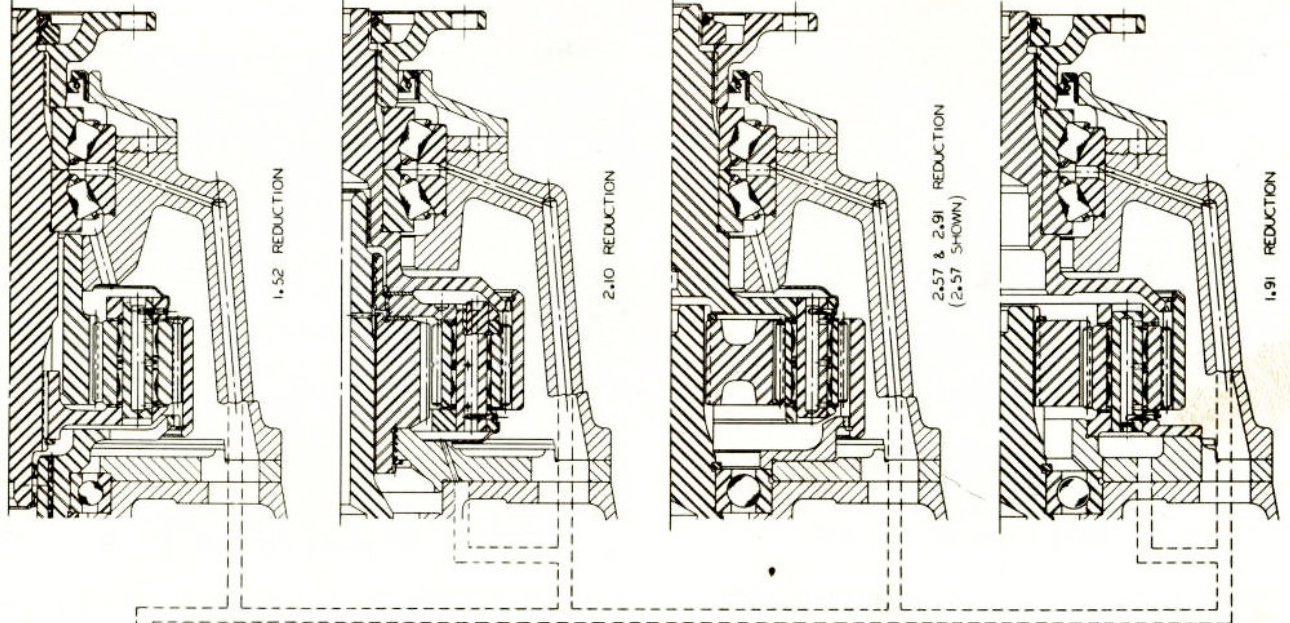 1.52 REDUCTION
2.10 REDUCTION
2.57 & 2.91 REDUCTION
(2.57 SHOWN)
1.91 REDUCTION